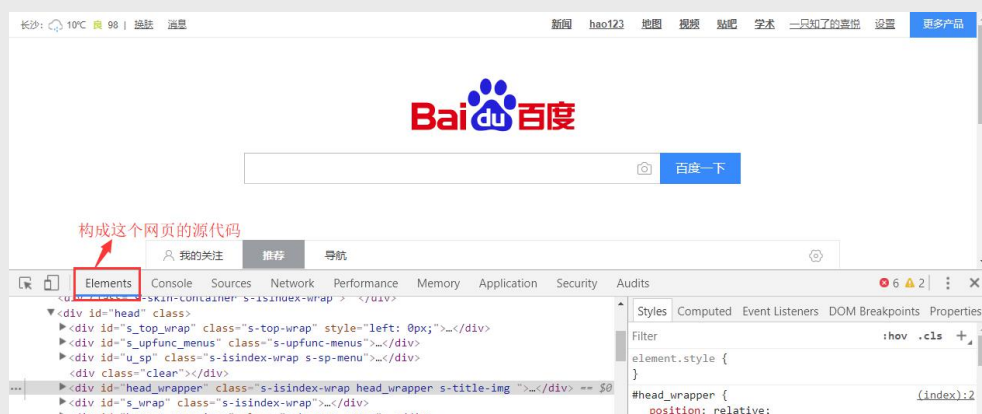 长沙: 10℃ 良 98 | 换肤 消息 新闻 hao123 地图 视频 贴吧 学术 一只知了的喜悦 设置 更多产品
Bai du 百度
百度一下
构成这个网页的源代码
我的关注 推荐 导航
Elements Console Sources Network Performance Memory Application Security Audits 6 2
Styles Computed Event Listeners DOM Breakpoints Properties
▼<div id="head" class>
▶<div id="s_top_wrap" class="s-top-wrap" style="left: 0px;">…</div>
▶<div id="s_upfunc_menus" class="s-upfunc-menus">…</div>
▶<div id="u_sp" class="s-isindex-wrap s-sp-menu">…</div>
<div class="clear"></div>
▶<div id="head_wrapper" class="s-isindex-wrap head_wrapper s-title-img ">…</div> == $0
▶<div id="s_wrap" class="s-isindex-wrap">…</div>
Filter :hov .cls +
element.style {
}
#head_wrapper { (index):2
position: relative;